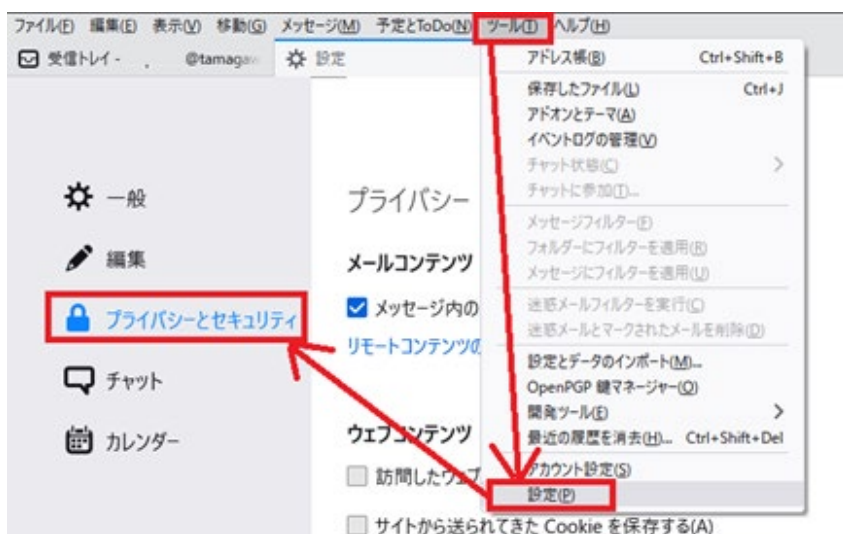 ファイル(F) 編集(E) 表示(V) 移動(G) メッセージ(M) 予定とToDo(N) ツール(T) ヘルプ(H)
受信トレイ - @tamaga
設定
アドレス帳(B) Ctrl+Shift+B
保存したファイル(L) Ctrl+J
アドオンとテーマ(A)
イベントログの管理(V)
チャット状態(C)
チャットに参加(T)...
メッセージフィルター(F)
フォルダーにフィルターを適用(R)
メッセージにフィルターを適用(U)
迷惑メールフィルターを実行(C)
迷惑メールとマークされたメールを削除(D)
設定とデータのインポート(M)...
OpenPGP 鍵マネージャー(O)
開発ツール(E)
最近の履歴を消去(H)... Ctrl+Shift+Del
アカウント設定(S)
設定(P)
一般
編集
プライバシーとセキュリティ
チャット
カレンダー
プライバシー
メールコンテンツ
メッセージ内の
リモートコンテンツの
ウェブコンテンツ
訪問したウェブ
サイトから送られてきた Cookie を保存する(A)